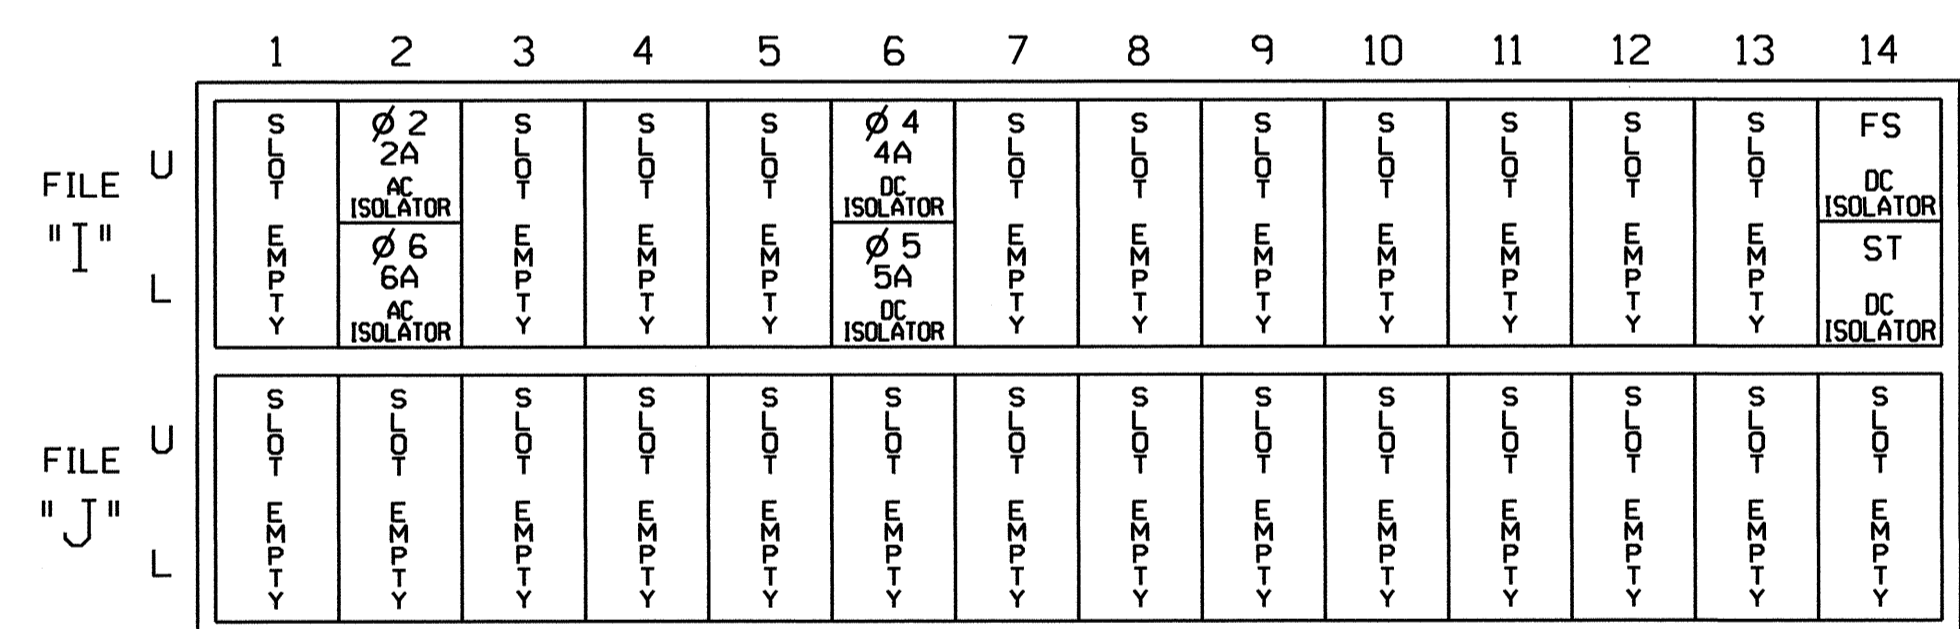 1 2 3 4 5 6 7 8 9 10 11 12 13 14
FILE "I"
U
L
SLOT EMPTY
Ø 2
2A
AC
ISOLATOR
Ø 6
6A
AC
ISOLATOR
SLOT EMPTY
SLOT EMPTY
SLOT EMPTY
Ø 4
4A
DC
ISOLATOR
Ø 5
5A
DC
ISOLATOR
SLOT EMPTY
SLOT EMPTY
SLOT EMPTY
SLOT EMPTY
SLOT EMPTY
SLOT EMPTY
SLOT EMPTY
FS
DC
ISOLATOR
ST
DC
ISOLATOR
FILE "J"
U
L
SLOT EMPTY
SLOT EMPTY
SLOT EMPTY
SLOT EMPTY
SLOT EMPTY
SLOT EMPTY
SLOT EMPTY
SLOT EMPTY
SLOT EMPTY
SLOT EMPTY
SLOT EMPTY
SLOT EMPTY
SLOT EMPTY
SLOT EMPTY